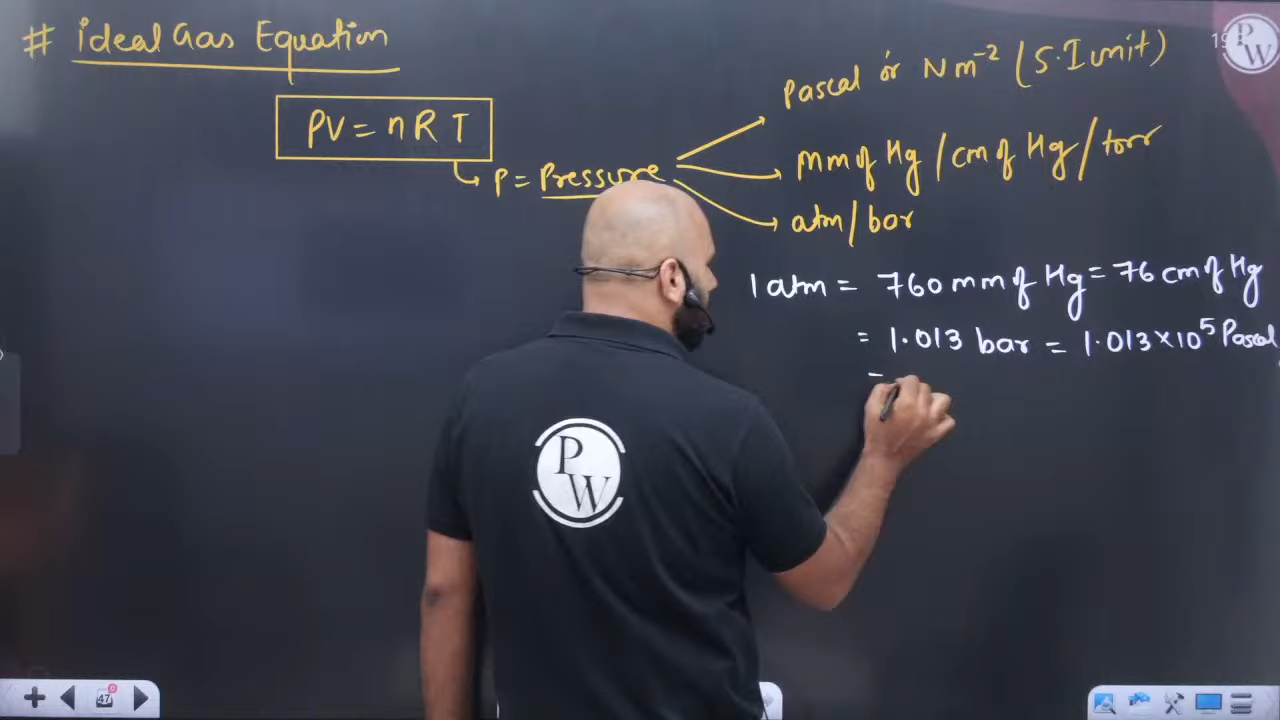 # ideal Gas Equation
PV = nRT
P = Pressure
Pascal or Nm⁻² (S.I unit)
mm of Hg / cm of Hg / torr
atm / bar
1 atm = 760 mm of Hg = 76 cm of Hg
= 1.013 bar = 1.013 × 10⁵ Pascal
=
PW
PW
47